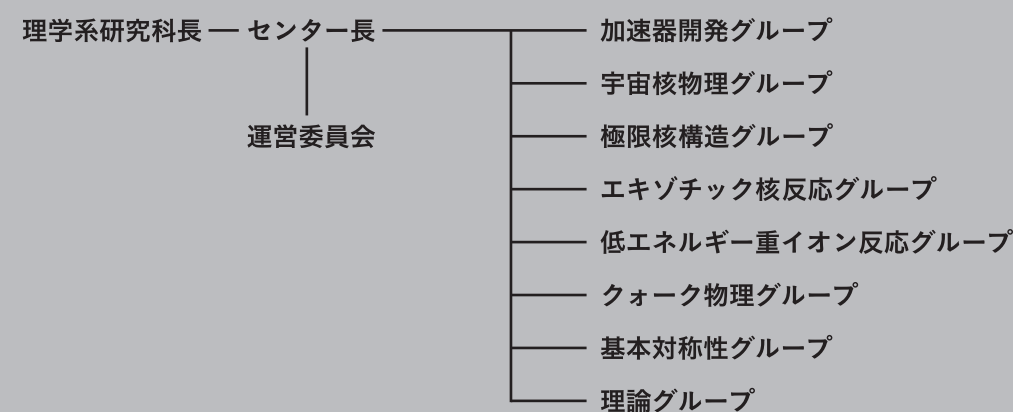 理学系研究科長
センター長
運営委員会
加速器開発グループ
宇宙核物理グループ
極限核構造グループ
エキゾチック核反応グループ
低エネルギー重イオン反応グループ
クォーク物理グループ
基本対称性グループ
理論グループ